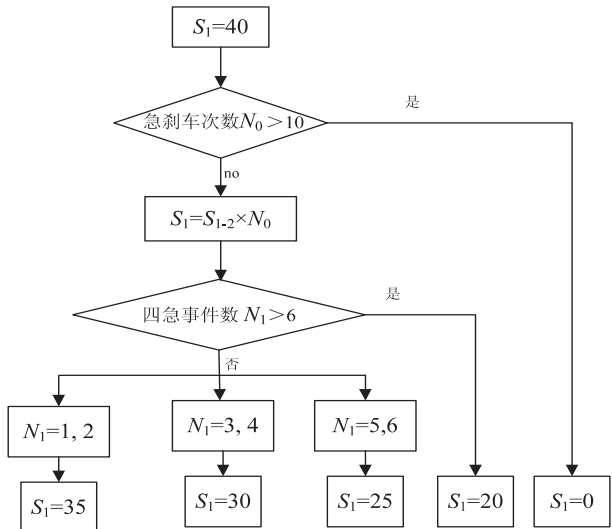 S₁=40
急刹车次数N₀>10
是
no
S₁=S₁₋₂×N₀
四急事件数 N₁>6
是
否
N₁=1, 2
N₁=3, 4
N₁=5,6
S₁=35
S₁=30
S₁=25
S₁=20
S₁=0